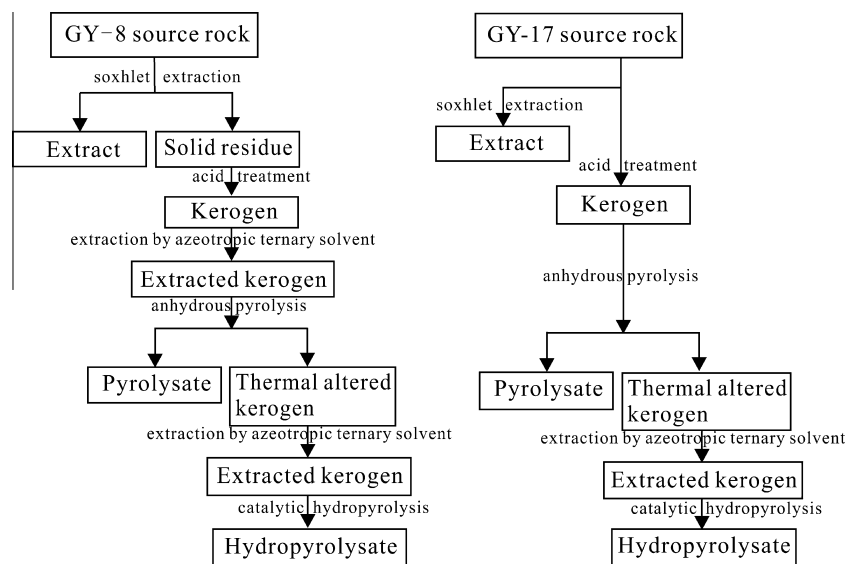 GY-8 source rock
soxhlet extraction
Extract
Solid residue
acid treatment
Kerogen
extraction by azeotropic ternary solvent
Extracted kerogen
anhydrous pyrolysis
Pyrolysate
Thermal altered
kerogen
extraction by azeotropic ternary solvent
Extracted kerogen
catalytic hydropyrolysis
Hydropyrolysate
GY-17 source rock
soxhlet extraction
Extract
acid treatment
Kerogen
anhydrous pyrolysis
Pyrolysate
Thermal altered
kerogen
extraction by azeotropic ternary solvent
Extracted kerogen
catalytic hydropyrolysis
Hydropyrolysate